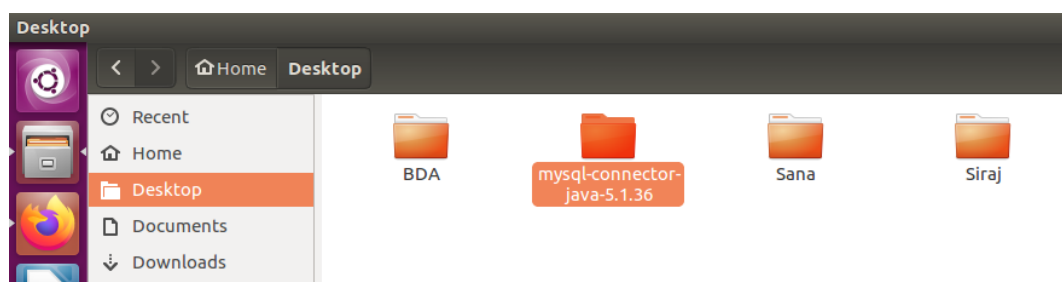 Desktop
Home Desktop
Recent
Home
Desktop
Documents
Downloads
BDA
mysql-connector-
java-5.1.36
Sana
Siraj